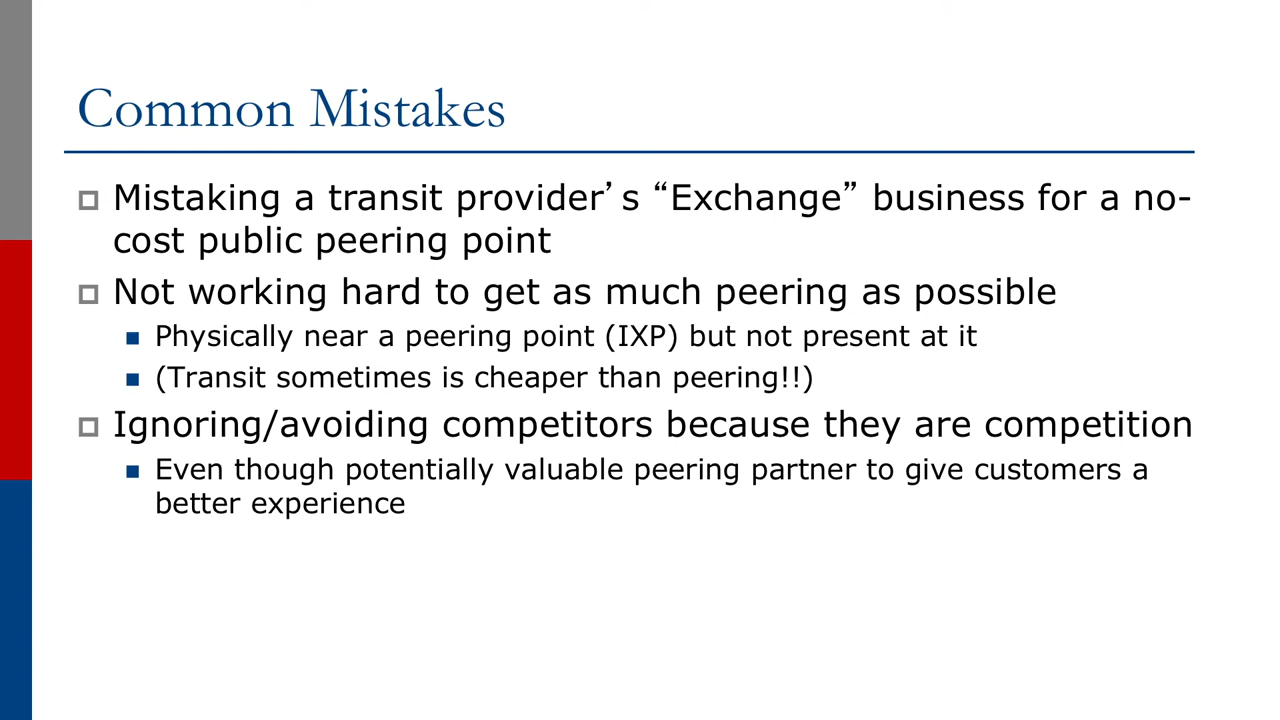 Common Mistakes
Mistaking a transit provider’s “Exchange” business for a no-
cost public peering point
Not working hard to get as much peering as possible
Physically near a peering point (IXP) but not present at it
(Transit sometimes is cheaper than peering!!)
Ignoring/avoiding competitors because they are competition
Even though potentially valuable peering partner to give customers a
better experience